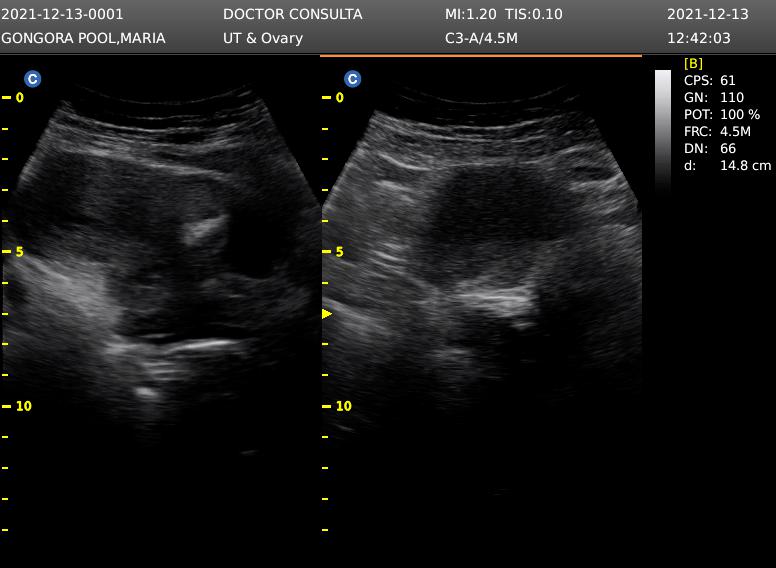 2021-12-13-0001 DOCTOR CONSULTA MI:1.20 TIS:0.10 2021-12-13
GONGORA POOL,MARIA UT & Ovary C3-A/4.5M 12:42:03
C C
[B]
CPS: 61
GN: 110
POT: 100 %
FRC: 4.5M
DN: 66
d: 14.8 cm
0 0
5 5
10 10